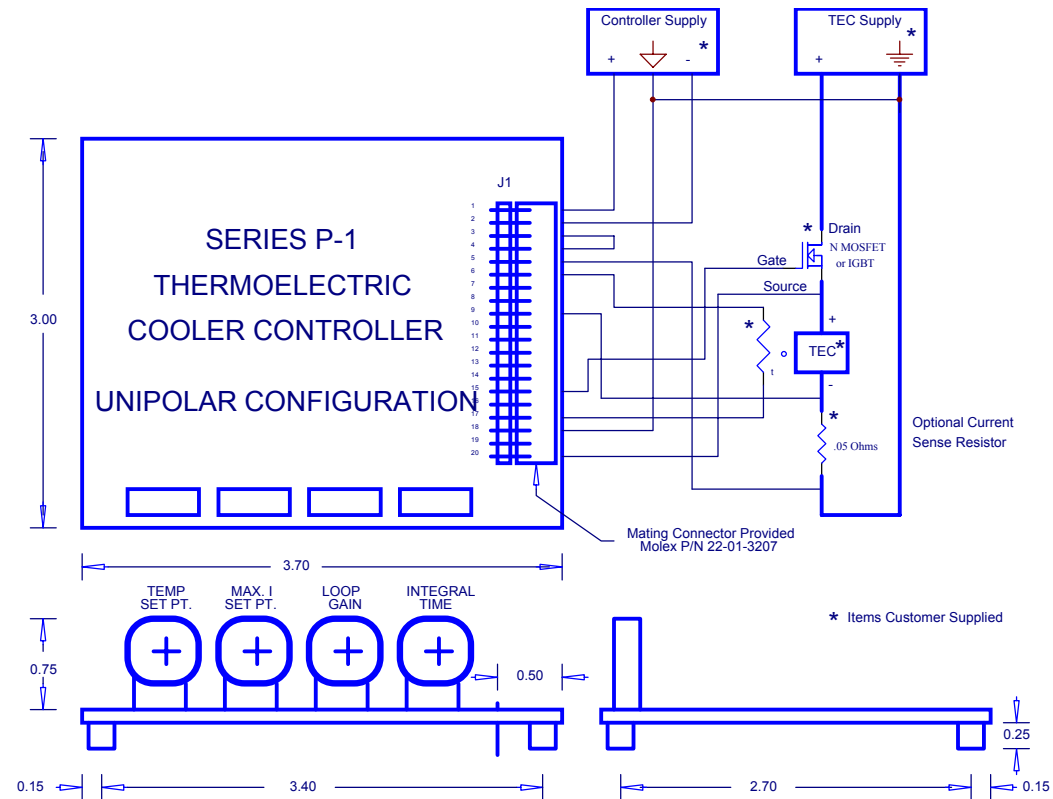 Controller Supply
*
+
-
TEC Supply
*
+
J1
1
2
3
4
5
6
7
8
9
10
11
12
13
14
15
16
17
18
19
20
SERIES P-1
THERMOELECTRIC
COOLER CONTROLLER
UNIPOLAR CONFIGURATION
3.00
* Drain
N MOSFET
or IGBT
Gate
Source
+
*
TEC*
t
-
*
.05 Ohms
Optional Current
Sense Resistor
Mating Connector Provided
Molex P/N 22-01-3207
3.70
TEMP
SET PT.
MAX. I
SET PT.
LOOP
GAIN
INTEGRAL
TIME
* Items Customer Supplied
0.75
0.50
0.25
0.15
3.40
2.70
0.15